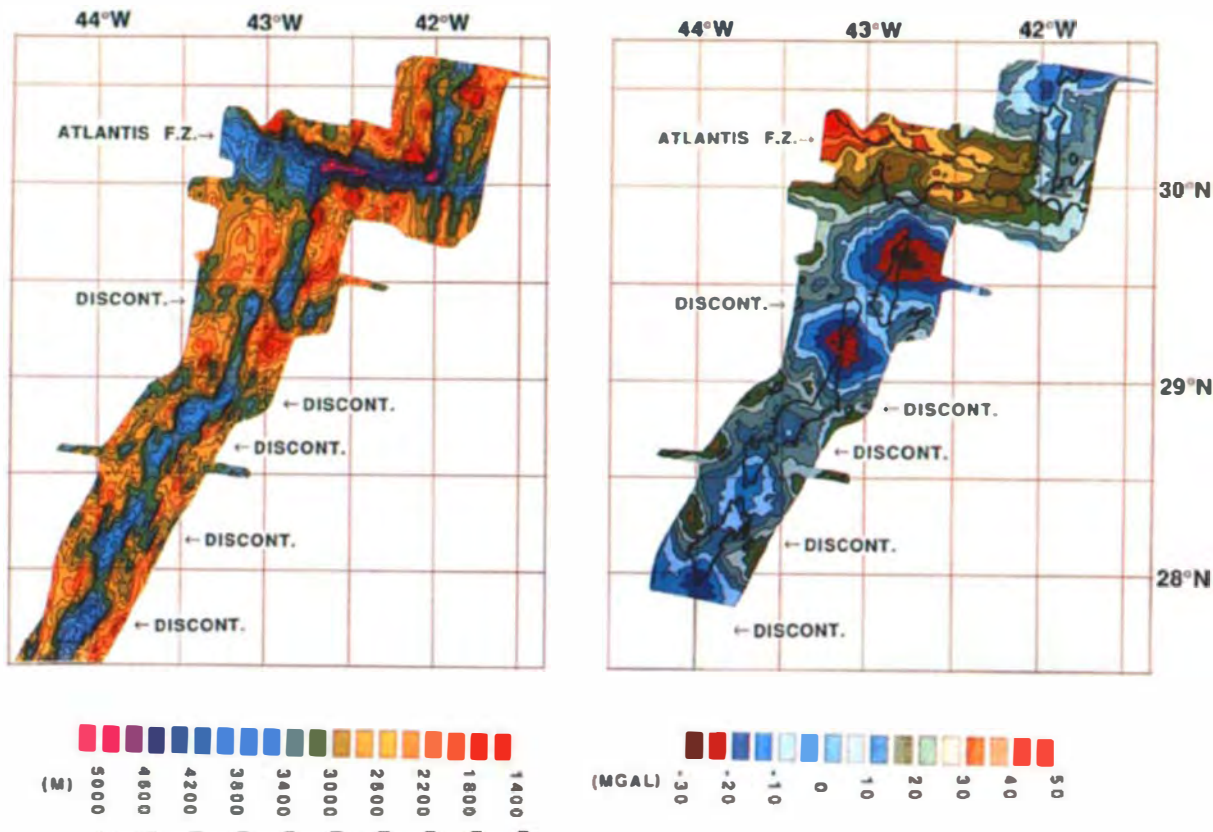 44°W 43°W 42°W
ATLANTIS F.Z.→
DISCONT.→
←DISCONT.
←DISCONT.
←DISCONT.
←DISCONT.
(M)
5000 4600 3800 3400 3000 2600 2200 1800 1400
44°W 43°W 42°W
ATLANTIS F.Z.→
30°N
DISCONT.→
29°N
←DISCONT.
←DISCONT.
←DISCONT.
28°N
←DISCONT.
(MGAL)
-30 -20 -10 0 10 20 30 40 50